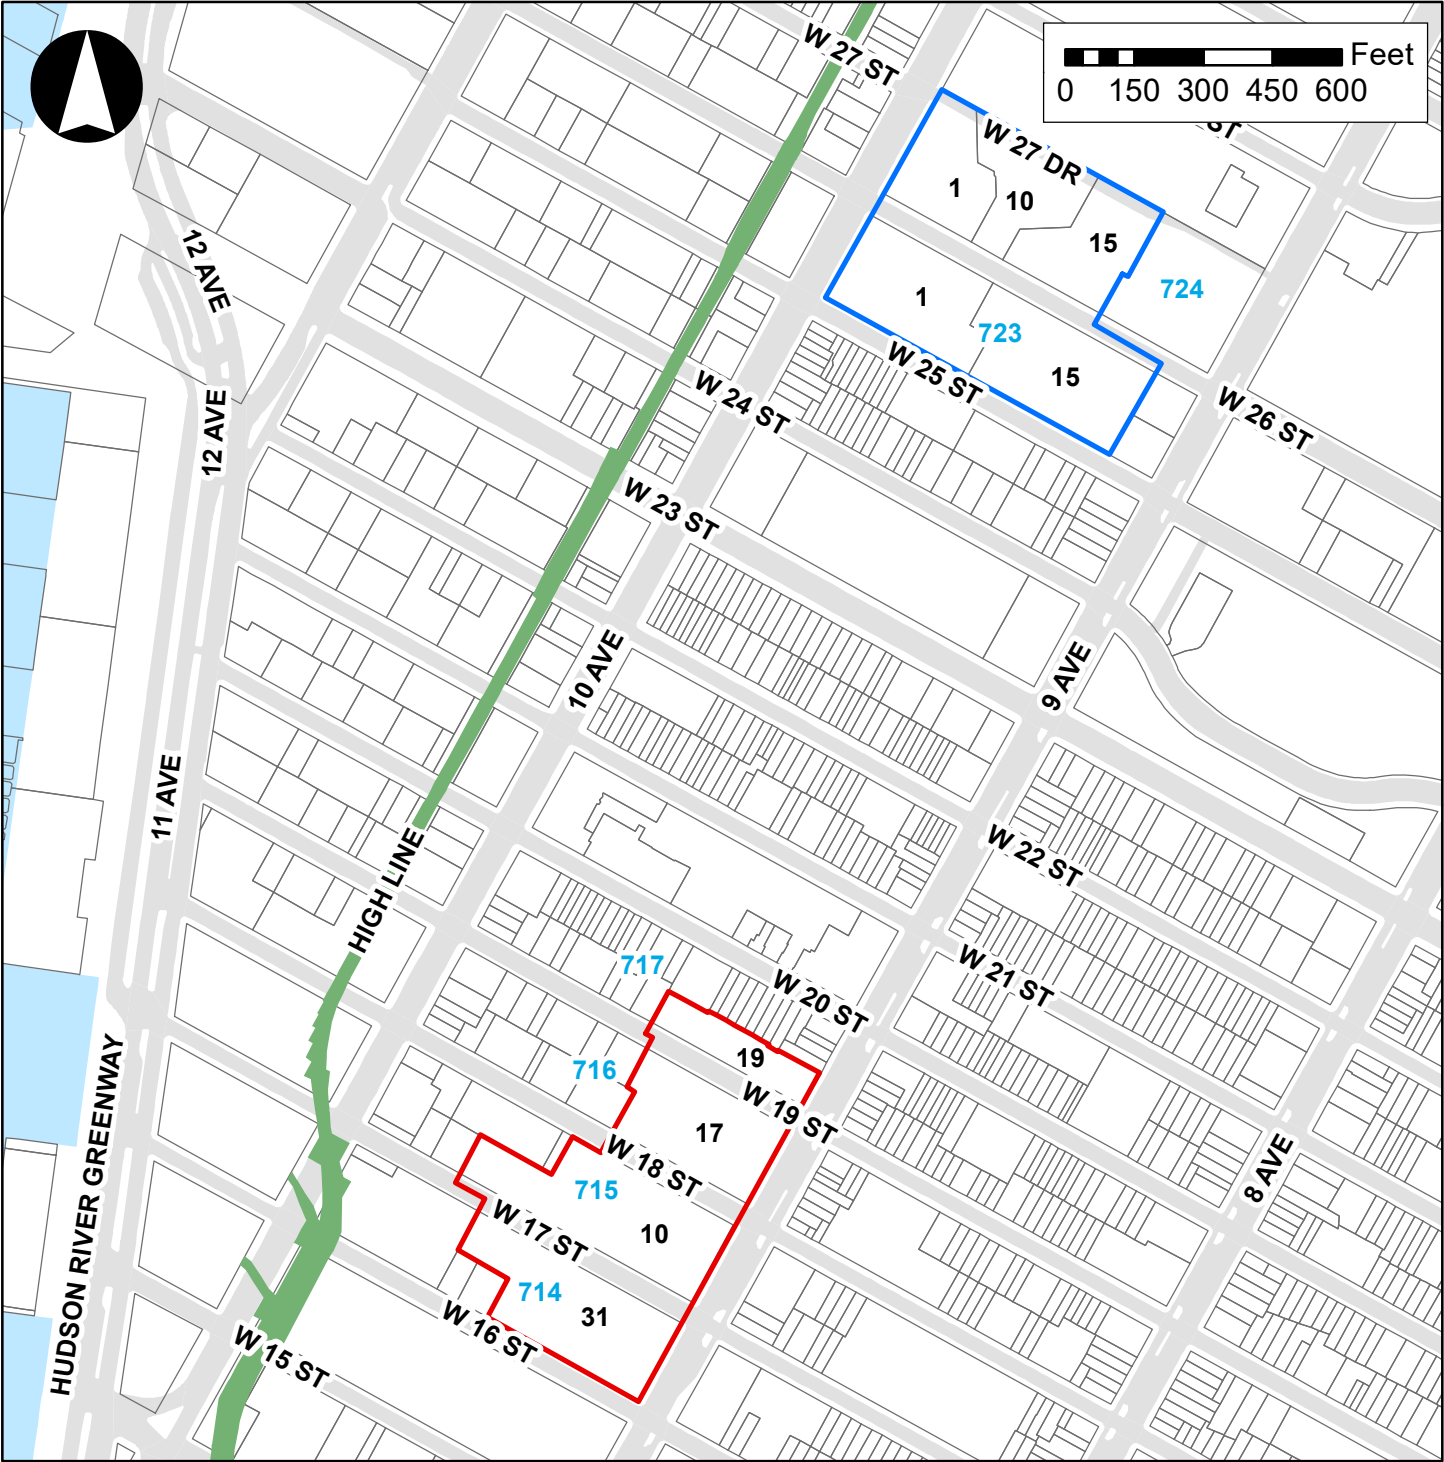 W 27 ST
Feet
0 150 300 450 600
ST
W 27 DR
1
10
15
12 AVE
724
1
723
15
W 25 ST
W 24 ST
W 26 ST
12 AVE
W 23 ST
10 AVE
9 AVE
11 AVE
W 22 ST
HIGH LINE
717
W 20 ST
W 21 ST
716
19
W 19 ST
17
W 18 ST
715
8 AVE
W 17 ST
10
714
31
W 16 ST
HUDSON RIVER GREENWAY
W 15 ST